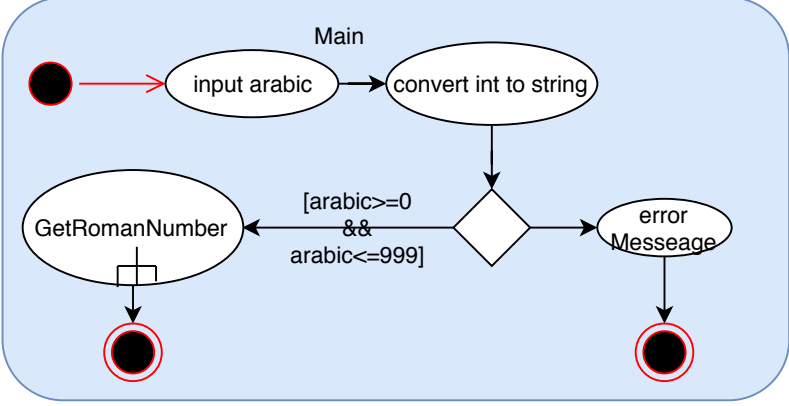 Main
input arabic
convert int to string
[arabic>=0
&&
arabic<=999]
GetRomanNumber
error
Messeage